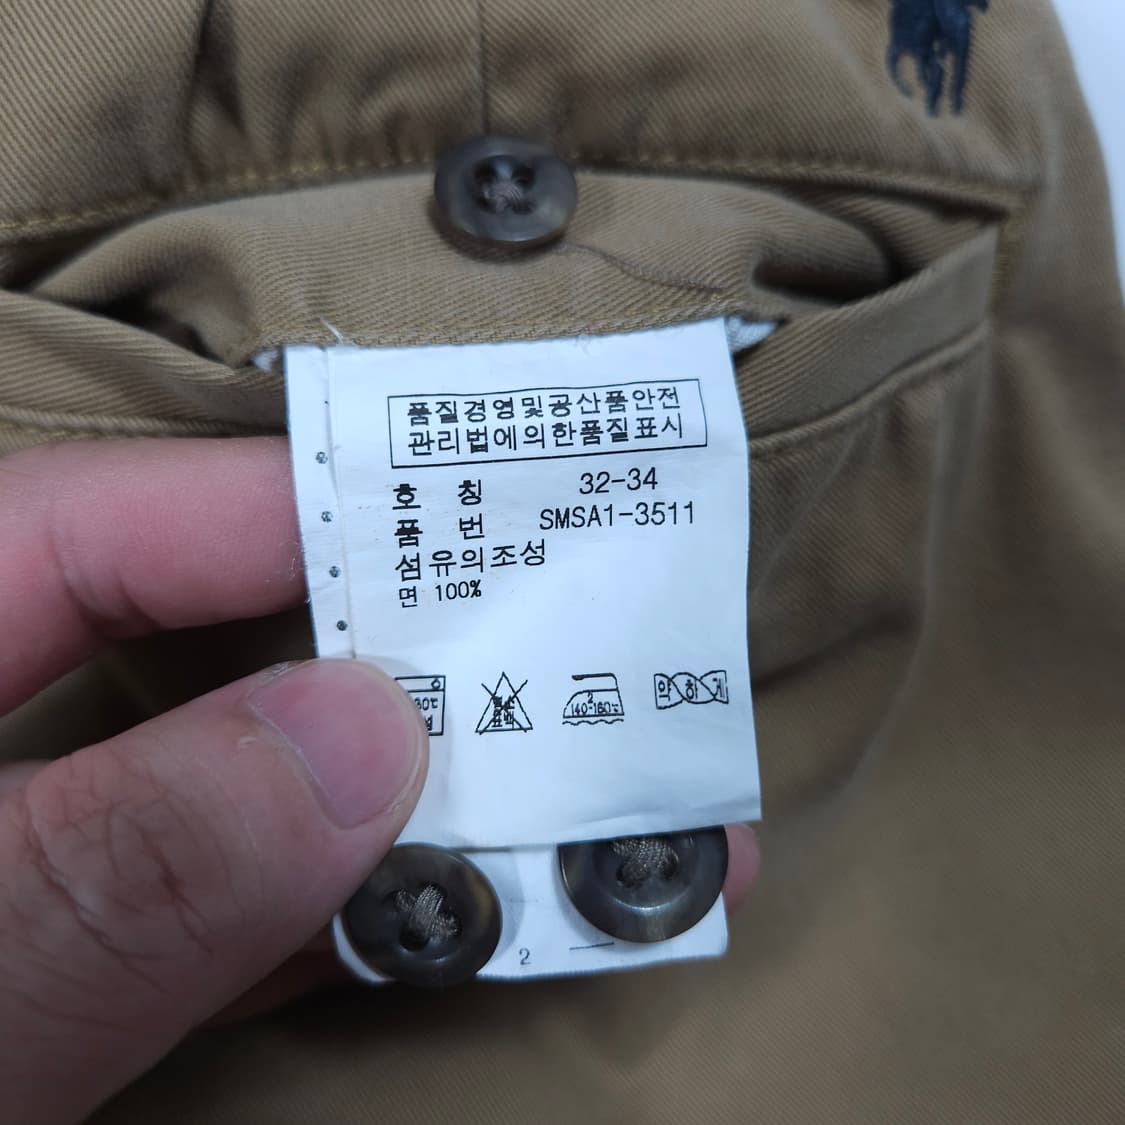 품질경영및공산품안전
관리법에의한품질표시
호 칭 32-34
품 번 SMSA1-3511
섬유의조성
면 100%
2
140-160℃
약하게
2